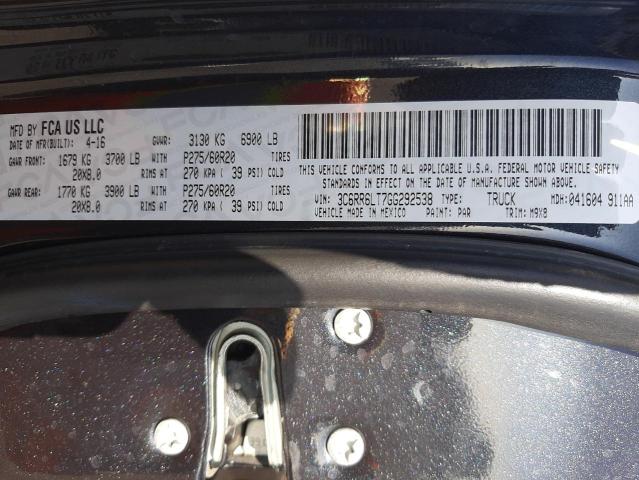 MFD BY FCA US LLC
DATE OF MFR(BUILT): 4-16 GVWR: 3130 KG 6900 LB
GAWR FRONT: 1679 KG 3700 LB WITH P275/60R20 TIRES
20X8.0 RIMS AT 270 KPA ( 39 PSI) COLD
GAWR REAR: 1770 KG 3900 LB WITH P275/60R20 TIRES
20X8.0 RIMS AT 270 KPA ( 39 PSI) COLD
THIS VEHICLE CONFORMS TO ALL APPLICABLE U.S.A. FEDERAL MOTOR VEHICLE SAFETY
STANDARDS IN EFFECT ON THE DATE OF MANUFACTURE SHOWN ABOVE.
VIN: 3C6RR6LT7GG292538 TYPE: TRUCK MDH: 041604 911AA
VEHICLE MADE IN MEXICO PAINT: PAR TRIM: M9X8